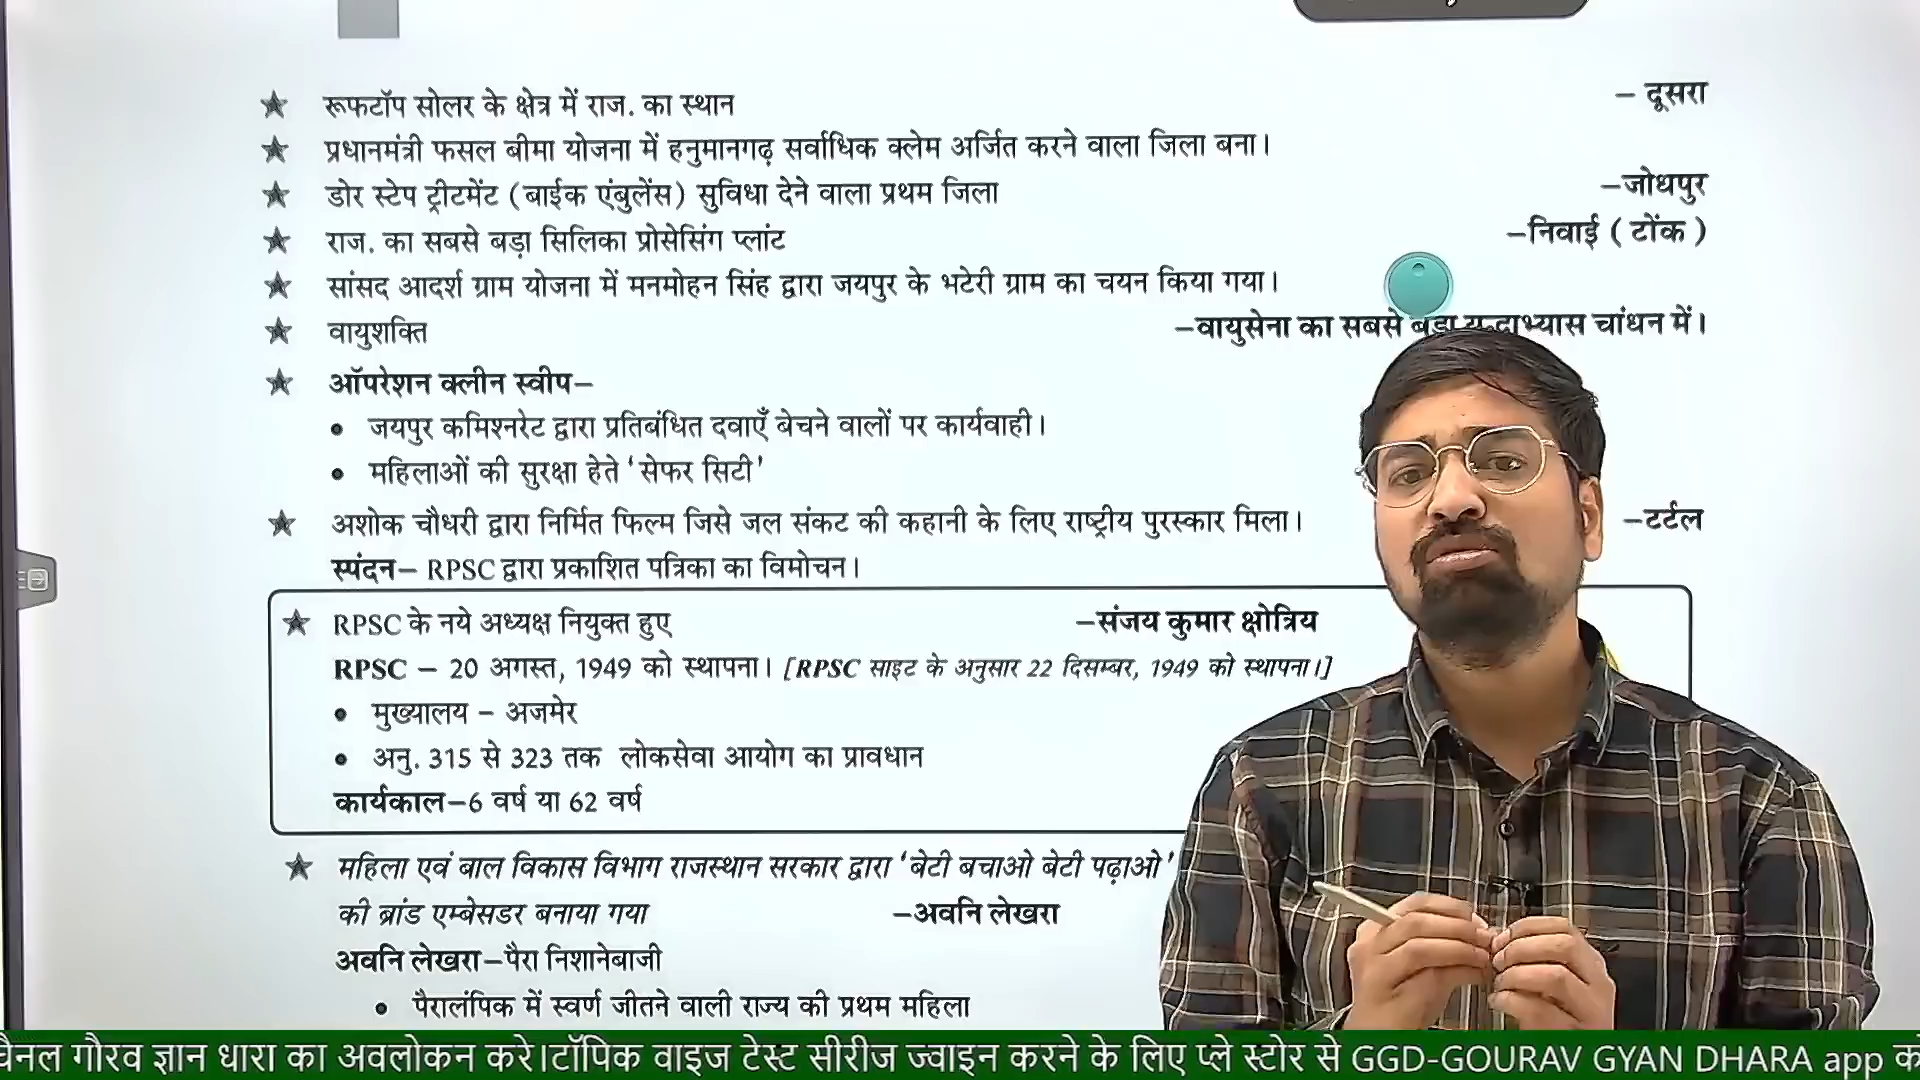 रूफटॉप सोलर के क्षेत्र में राज. का स्थान – दूसरा
प्रधानमंत्री फसल बीमा योजना में हनुमानगढ़ सर्वाधिक क्लेम अर्जित करने वाला जिला बना।
डोर स्टेप ट्रीटमेंट (बाईक एंबुलेंस) सुविधा देने वाला प्रथम जिला –जोधपुर
राज. का सबसे बड़ा सिलिका प्रोसेसिंग प्लांट –निवाई ( टोंक )
सांसद आदर्श ग्राम योजना में मनमोहन सिंह द्वारा जयपुर के भटेरी ग्राम का चयन किया गया।
वायुशक्ति –वायुसेना का सबसे बड़ा युद्धाभ्यास चांधन में।
ऑपरेशन क्लीन स्वीप–
• जयपुर कमिश्नरेट द्वारा प्रतिबंधित दवाएँ बेचने वालों पर कार्यवाही।
• महिलाओं की सुरक्षा हेते 'सेफर सिटी'
अशोक चौधरी द्वारा निर्मित फिल्म जिसे जल संकट की कहानी के लिए राष्ट्रीय पुरस्कार मिला। –टर्टल
स्पंदन– RPSC द्वारा प्रकाशित पत्रिका का विमोचन।
RPSC के नये अध्यक्ष नियुक्त हुए –संजय कुमार क्षोत्रिय
RPSC – 20 अगस्त, 1949 को स्थापना। [RPSC साइट के अनुसार 22 दिसम्बर, 1949 को स्थापना।]
• मुख्यालय – अजमेर
• अनु. 315 से 323 तक लोकसेवा आयोग का प्रावधान
कार्यकाल–6 वर्ष या 62 वर्ष
महिला एवं बाल विकास विभाग राजस्थान सरकार द्वारा 'बेटी बचाओ बेटी पढ़ाओ'
की ब्रांड एम्बेसडर बनाया गया –अवनि लेखरा
अवनि लेखरा–पैरा निशानेबाजी
• पैरालंपिक में स्वर्ण जीतने वाली राज्य की प्रथम महिला
चैनल गौरव ज्ञान धारा का अवलोकन करे।टॉपिक वाइज टेस्ट सीरीज ज्वाइन करने के लिए प्ले स्टोर से GGD-GOURAV GYAN DHARA app को